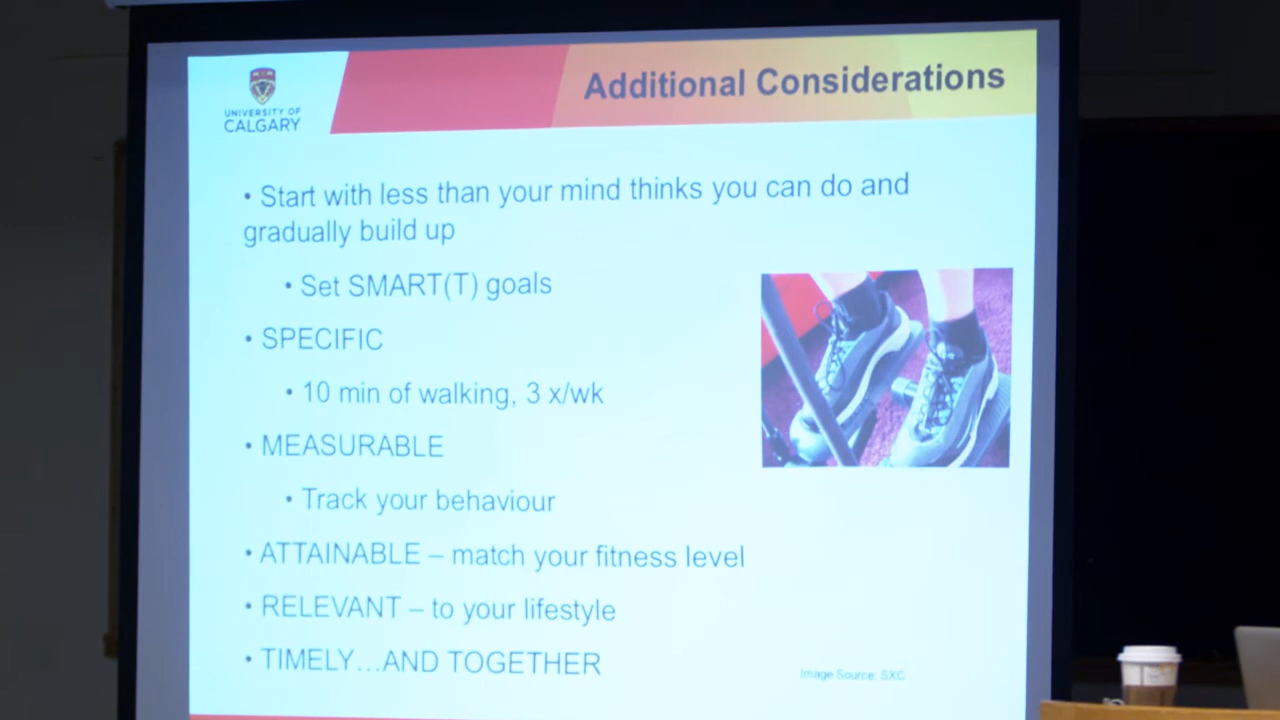 UNIVERSITY OF
CALGARY
Additional Considerations
• Start with less than your mind thinks you can do and
gradually build up
• Set SMART(T) goals
• SPECIFIC
• 10 min of walking, 3 x/wk
• MEASURABLE
• Track your behaviour
• ATTAINABLE – match your fitness level
• RELEVANT – to your lifestyle
• TIMELY…AND TOGETHER
Image Source: SXC